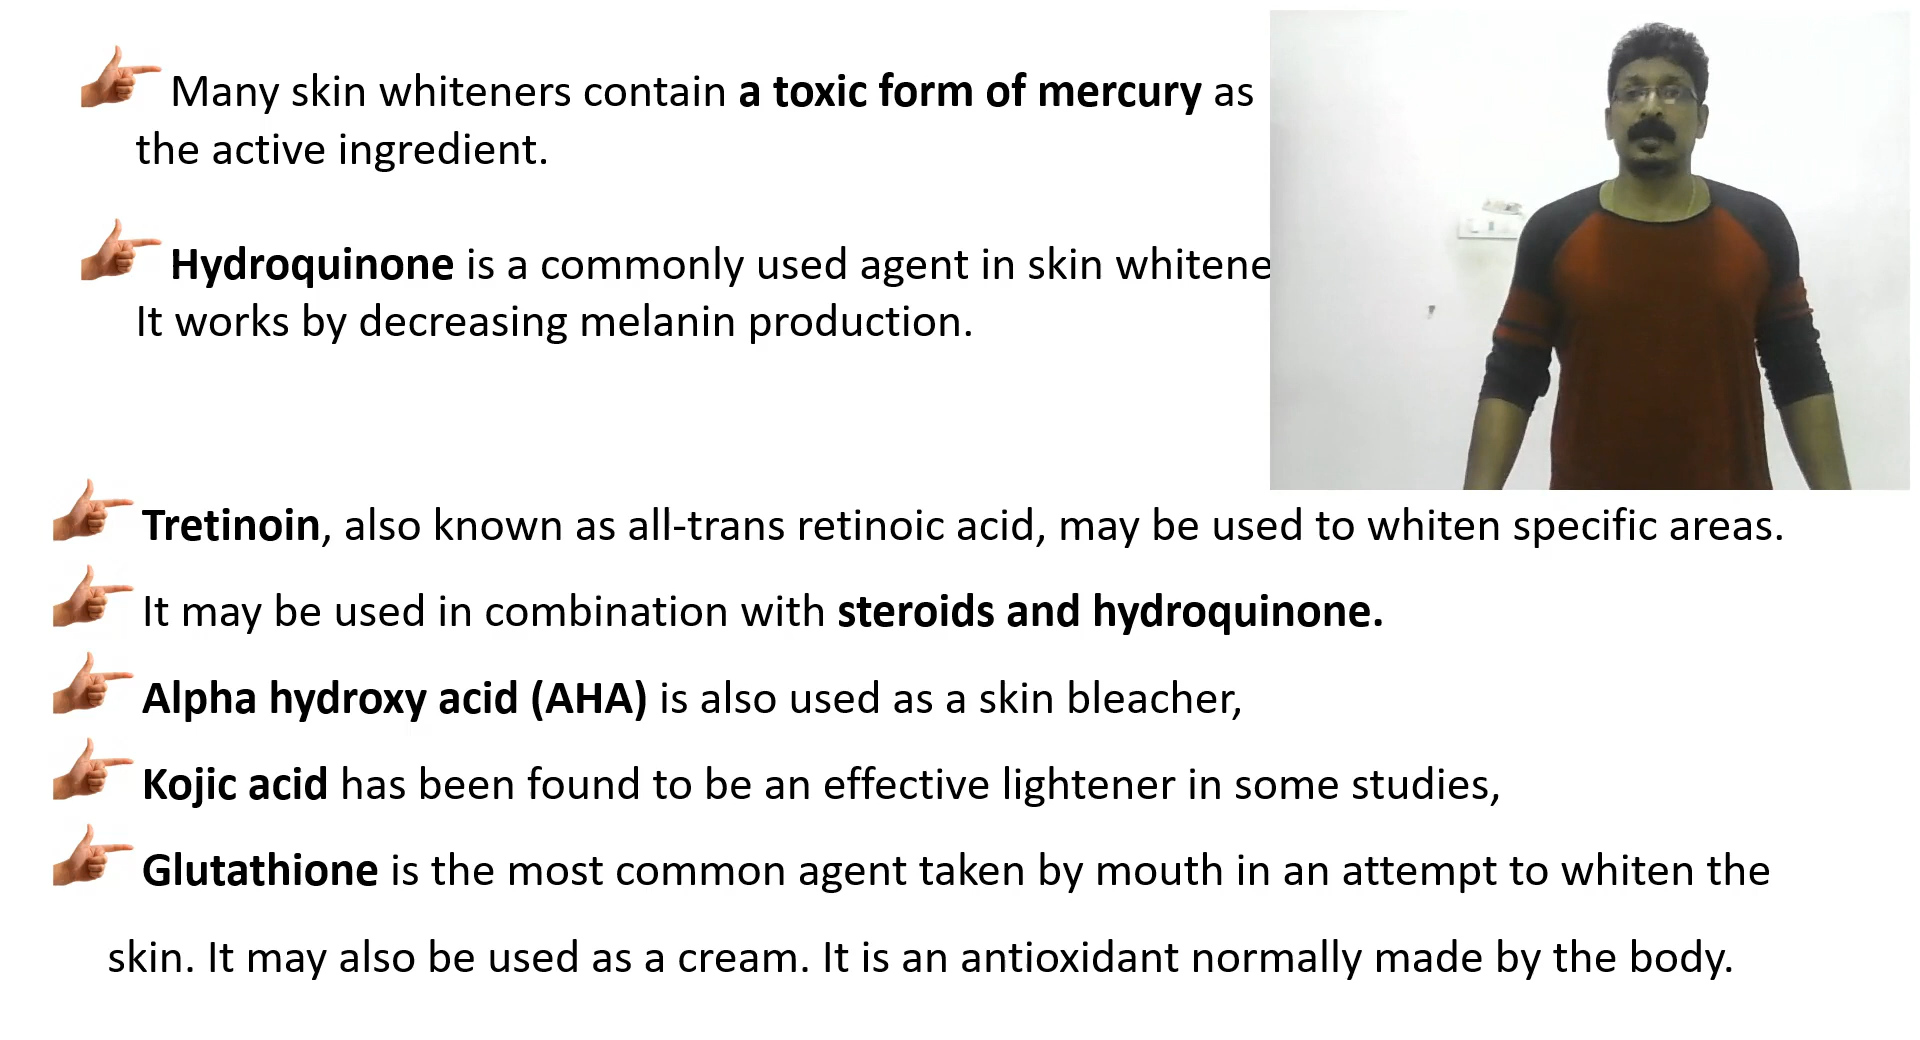 Many skin whiteners contain a toxic form of mercury as
the active ingredient.
Hydroquinone is a commonly used agent in skin whitene
It works by decreasing melanin production.
Tretinoin, also known as all-trans retinoic acid, may be used to whiten specific areas.
It may be used in combination with steroids and hydroquinone.
Alpha hydroxy acid (AHA) is also used as a skin bleacher,
Kojic acid has been found to be an effective lightener in some studies,
Glutathione is the most common agent taken by mouth in an attempt to whiten the
skin. It may also be used as a cream. It is an antioxidant normally made by the body.